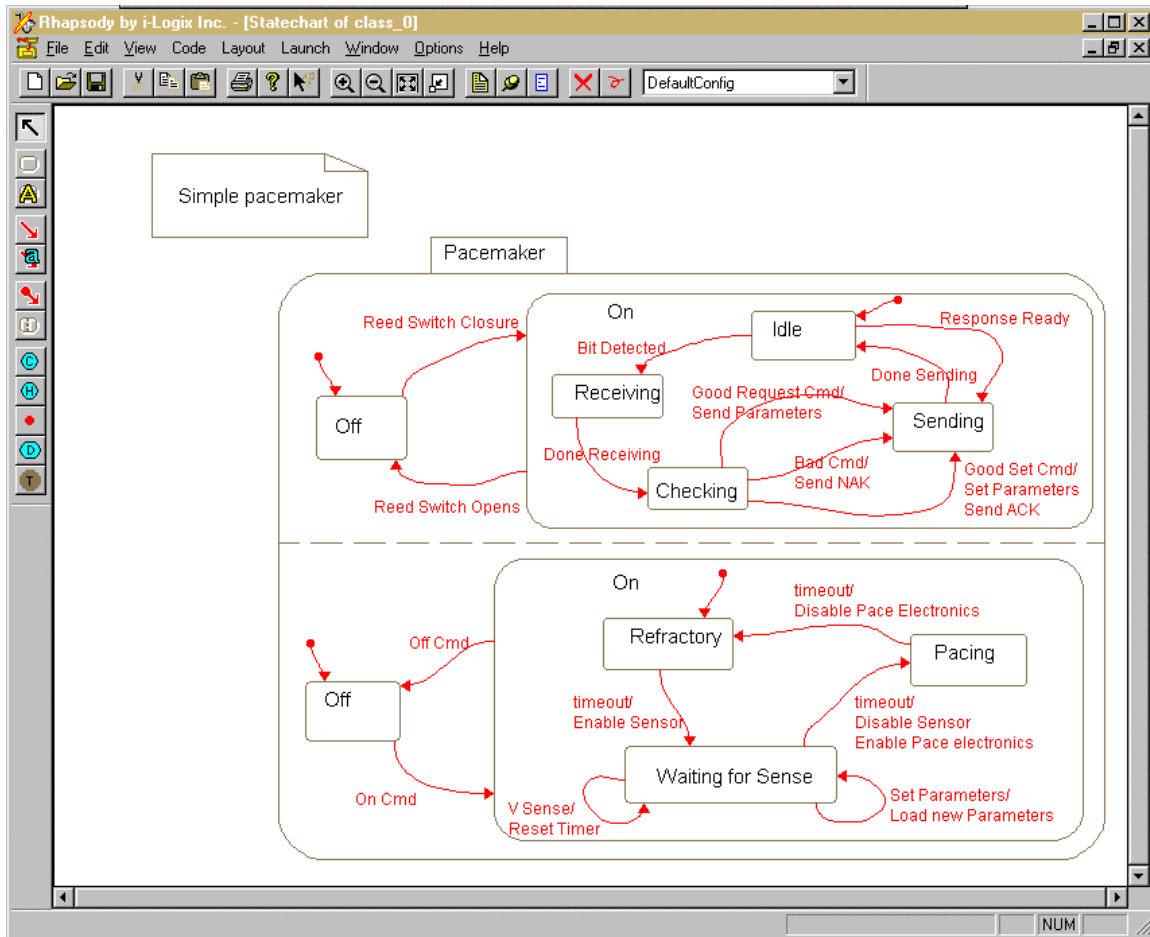 Rhapsody by i-Logix Inc. - [Statechart of class_0]
File Edit View Code Layout Launch Window Options Help
DefaultConfig
Simple pacemaker
Pacemaker
On
Reed Switch Closure
Idle
Response Ready
Bit Detected
Done Sending
Receiving
Good Request Cmd/
Send Parameters
Off
Sending
Done Receiving
Bad Cmd/
Send NAK
Good Set Cmd/
Set Parameters
Send ACK
Checking
Reed Switch Opens
On
timeout/
Disable Pace Electronics
Refractory
Off Cmd
Pacing
Off
timeout/
Enable Sensor
timeout/
Disable Sensor
Enable Pace electronics
Waiting for Sense
On Cmd
V Sense/
Reset Timer
Set Parameters/
Load new Parameters
NUM